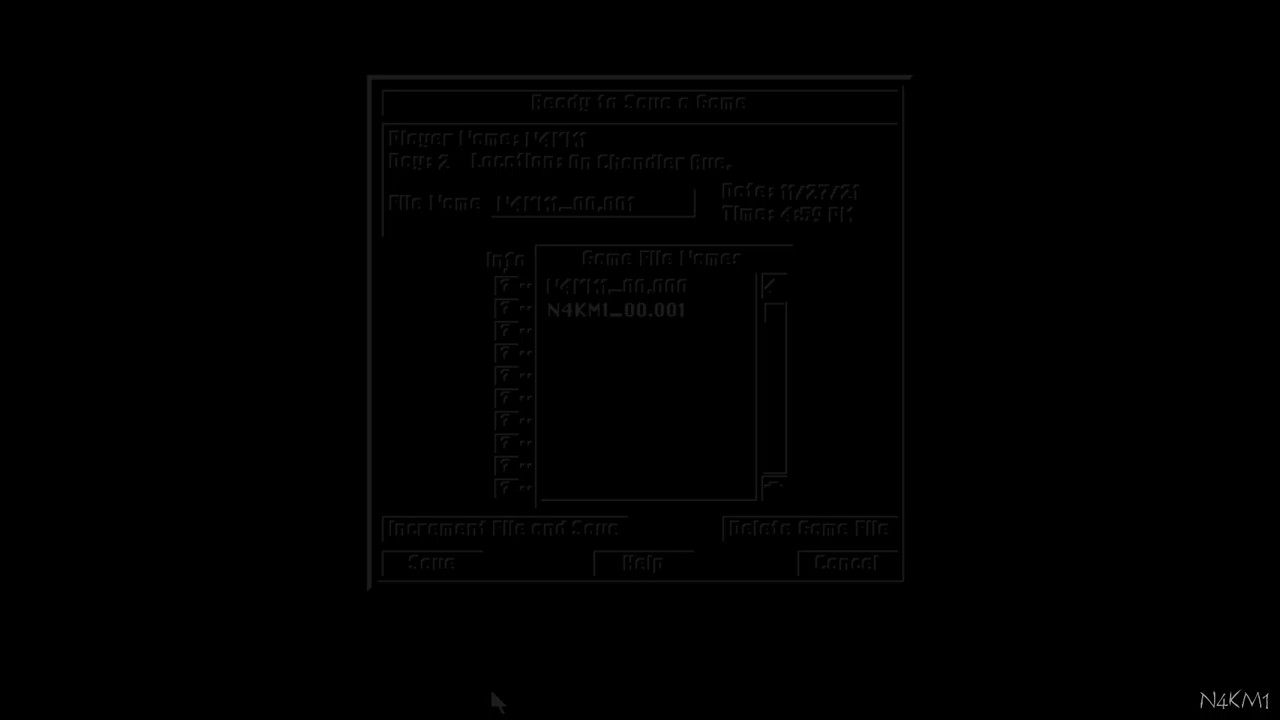 Ready to Save a Game
Player Name: N4KM1
Day: 2 Location: On Chandler Ave.
File Name N4KM1_00.001
Date: 11/27/21
Time: 4:59 PM
Info Game File Names
? -- N4KM1_00.000
? -- N4KM1_00.001
? --
? --
? --
? --
? --
? --
? --
? --
Increment File and Save Delete Game File
Save Help Cancel
N4KM1